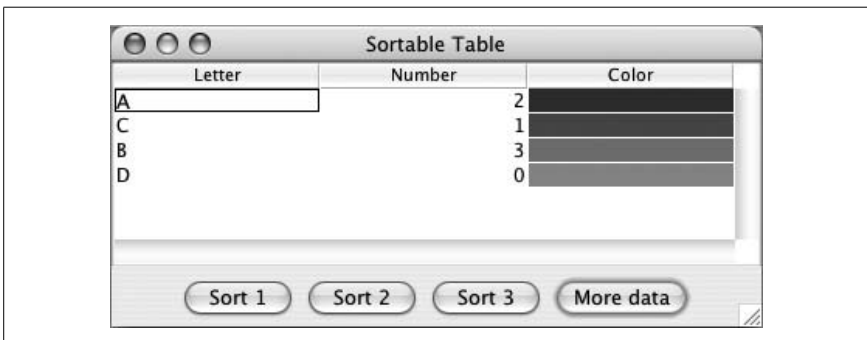 Sortable Table
Letter Number Color
A 2
C 1
B 3
D 0
Sort 1 Sort 2 Sort 3 More data